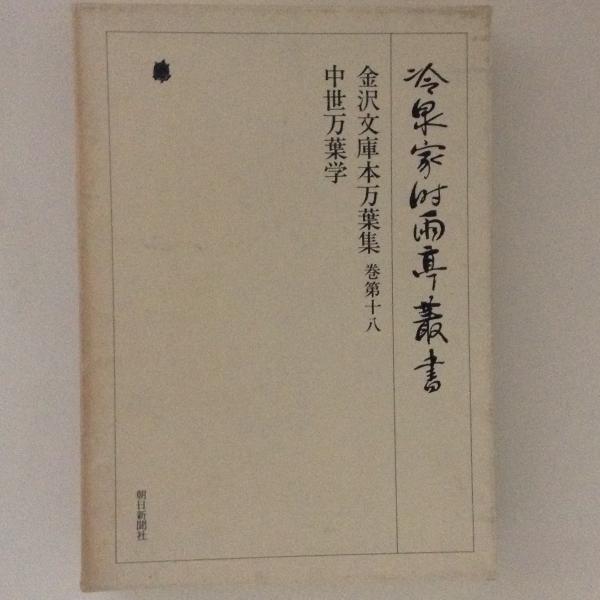 冷泉家時雨亭叢書
金沢文庫本万葉集 巻第十八
中世万葉学
朝日新聞社